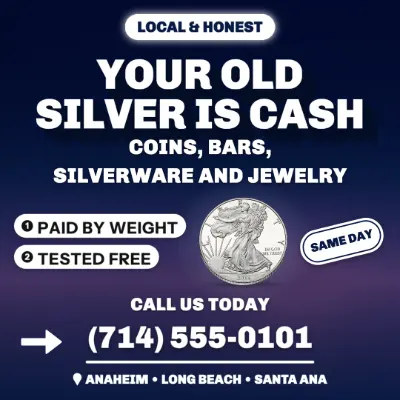 LOCAL & HONEST
YOUR OLD
SILVER IS CASH
COINS, BARS,
SILVERWARE AND JEWELRY
1 PAID BY WEIGHT
2 TESTED FREE
SAME DAY
CALL US TODAY
(714) 555-0101
ANAHEIM • LONG BEACH • SANTA ANA